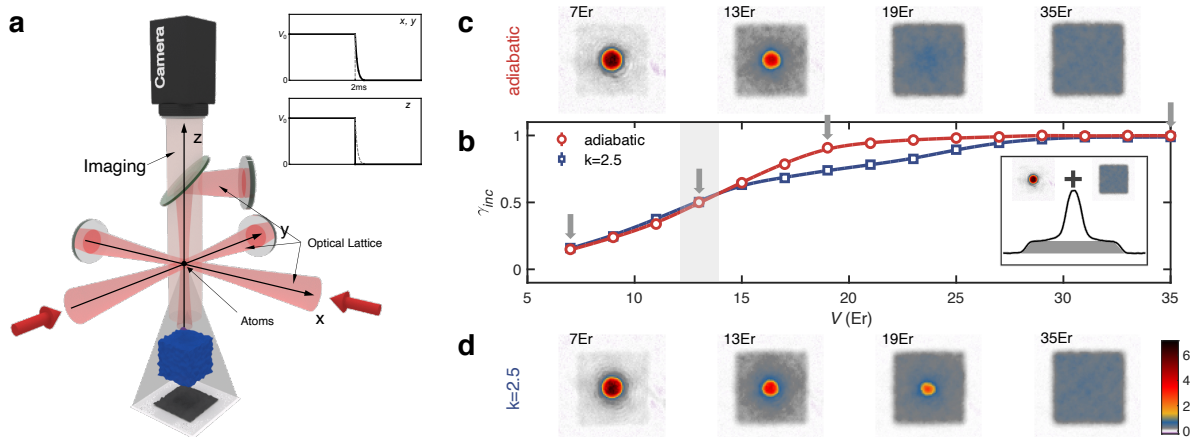 a
Camera
z
Imaging
y
Optical Lattice
Atoms
x
x, y
V₀
0
2ms
z
V₀
0
c
adiabatic
7Er
13Er
19Er
35Er
b
adiabatic
k=2.5
γinc
1
0.5
0
5
10
15
20
25
30
35
V (Er)
+
d
k=2.5
7Er
13Er
19Er
35Er
6
4
2
0